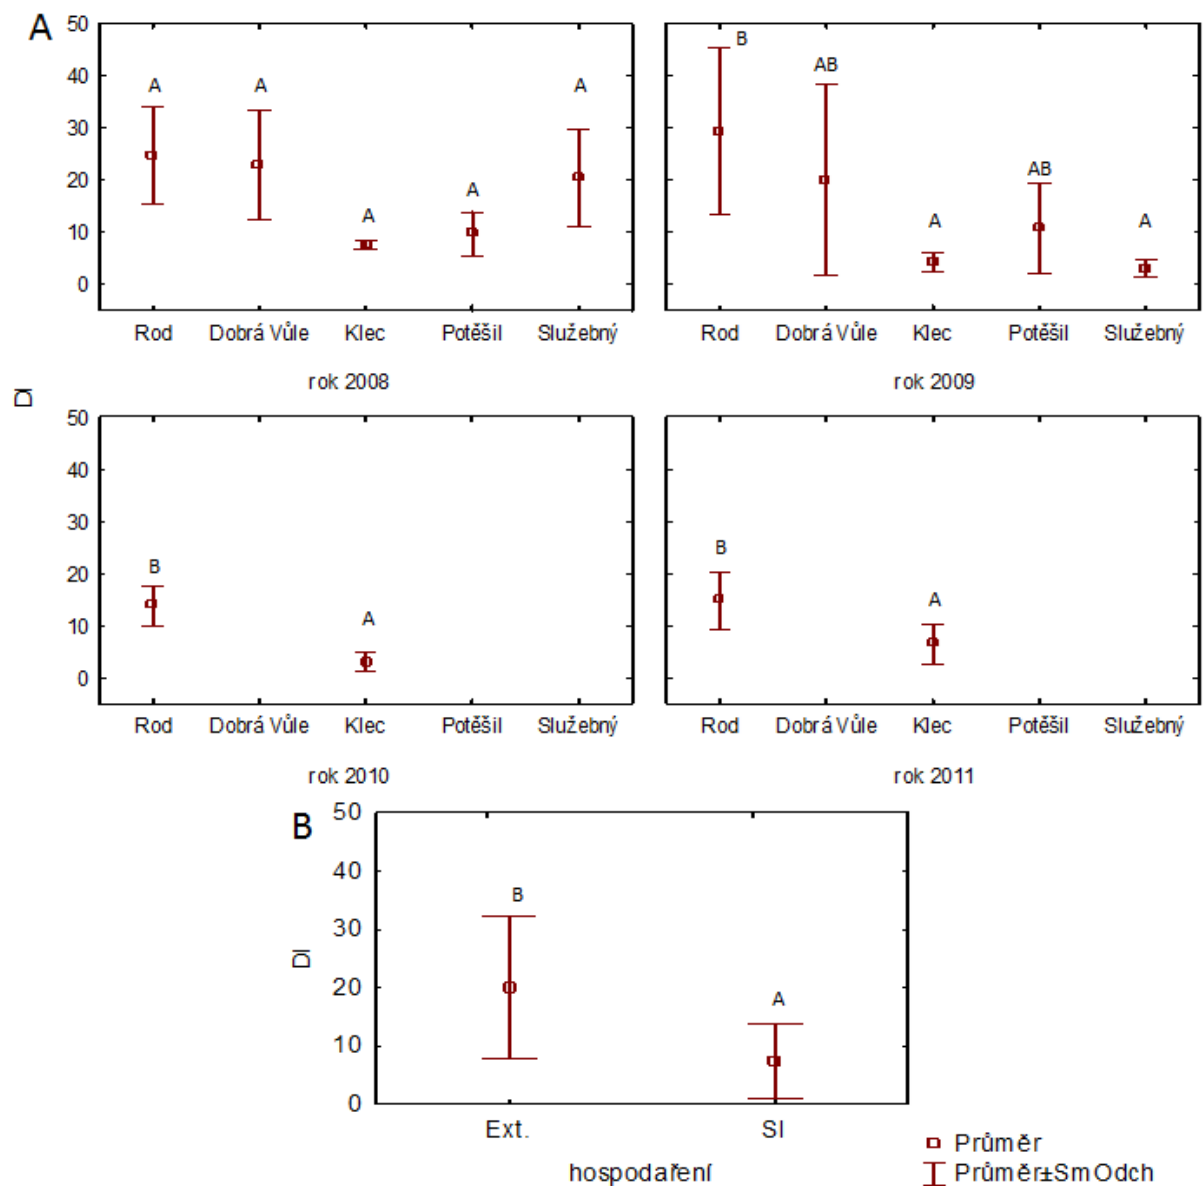 A
50
40
30
20
10
0
A A A A A
Rod Dobrá Vůle Klec Potěšil Služebný
rok 2008
B AB A AB A
Rod Dobrá Vůle Klec Potěšil Služebný
rok 2009
DI
50
40
30
20
10
0
B A
Rod Dobrá Vůle Klec Potěšil Služebný
rok 2010
B A
Rod Dobrá Vůle Klec Potěšil Služebný
rok 2011
B
DI
50
40
30
20
10
0
B A
Ext. SI
hospodaření
Průměr
Průměr±SmOdch